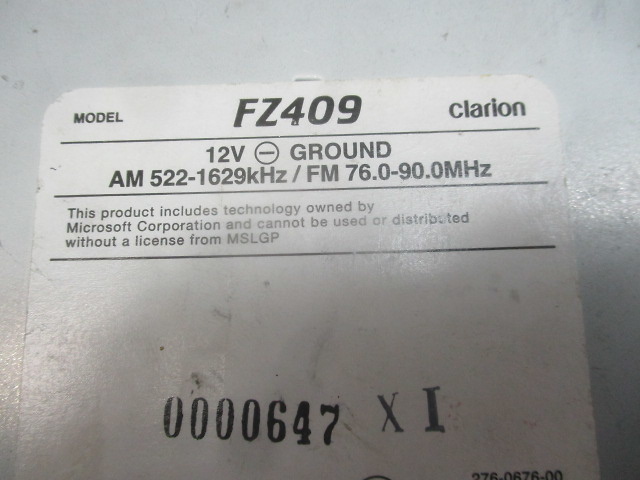 MODEL FZ409 clarion
12V ⊖ GROUND
AM 522-1629kHz / FM 76.0-90.0MHz
This product includes technology owned by
Microsoft Corporation and cannot be used or distributed
without a license from MSLGP
0000647 X I
276-0676-00